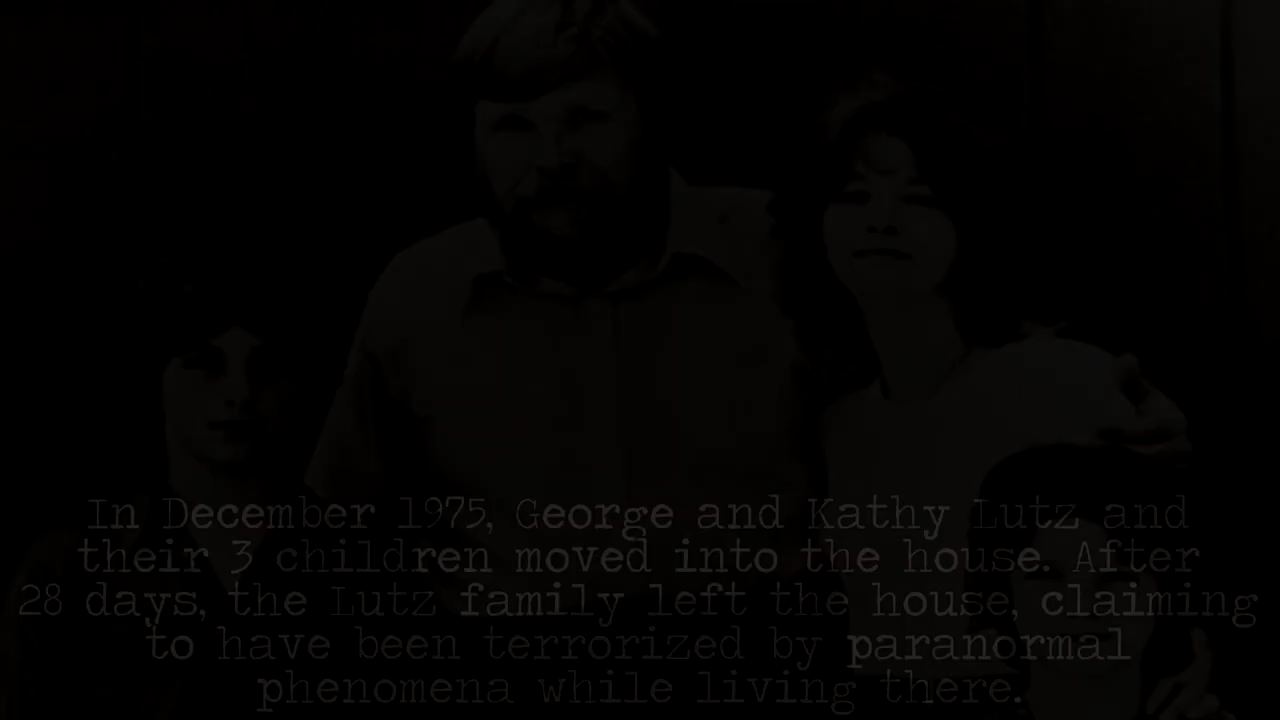 In December 1975, George and Kathy Lutz and
their 3 children moved into the house. After
28 days, the Lutz family left the house, claiming
to have been terrorized by paranormal
phenomena while living there.